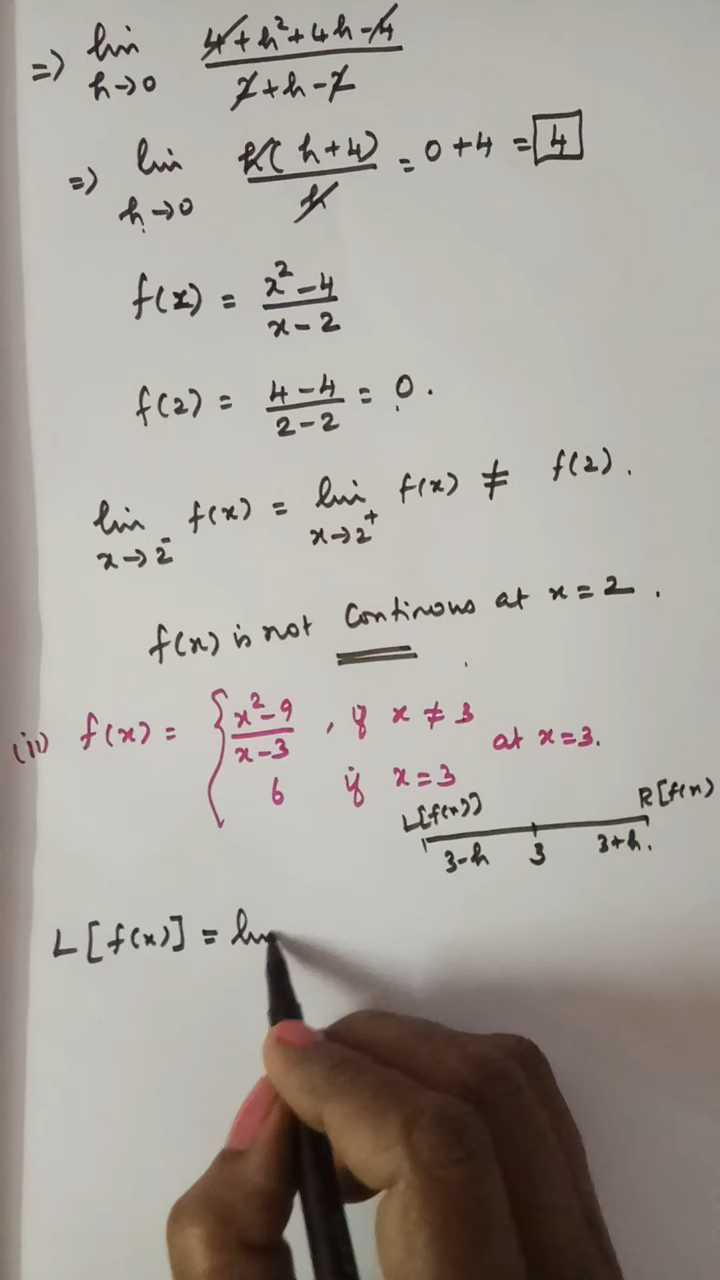 => lim h→0 (4+h²+4h-4)/(2+h-2)
=> lim h→0 h(h+4)/h = 0+4 = 4
f(x) = (x²-4)/(x-2)
f(2) = (4-4)/(2-2) = 0.
lim x→2⁻ f(x) = lim x→2⁺ f(x) ≠ f(2).
f(x) is not Continous at x=2.
(ii) f(x) = { (x²-9)/(x-3), if x ≠ 3
6 if x=3
at x=3.
L[f(x)] R[f(x)
3-h 3 3+h.
L[f(x)] = lim